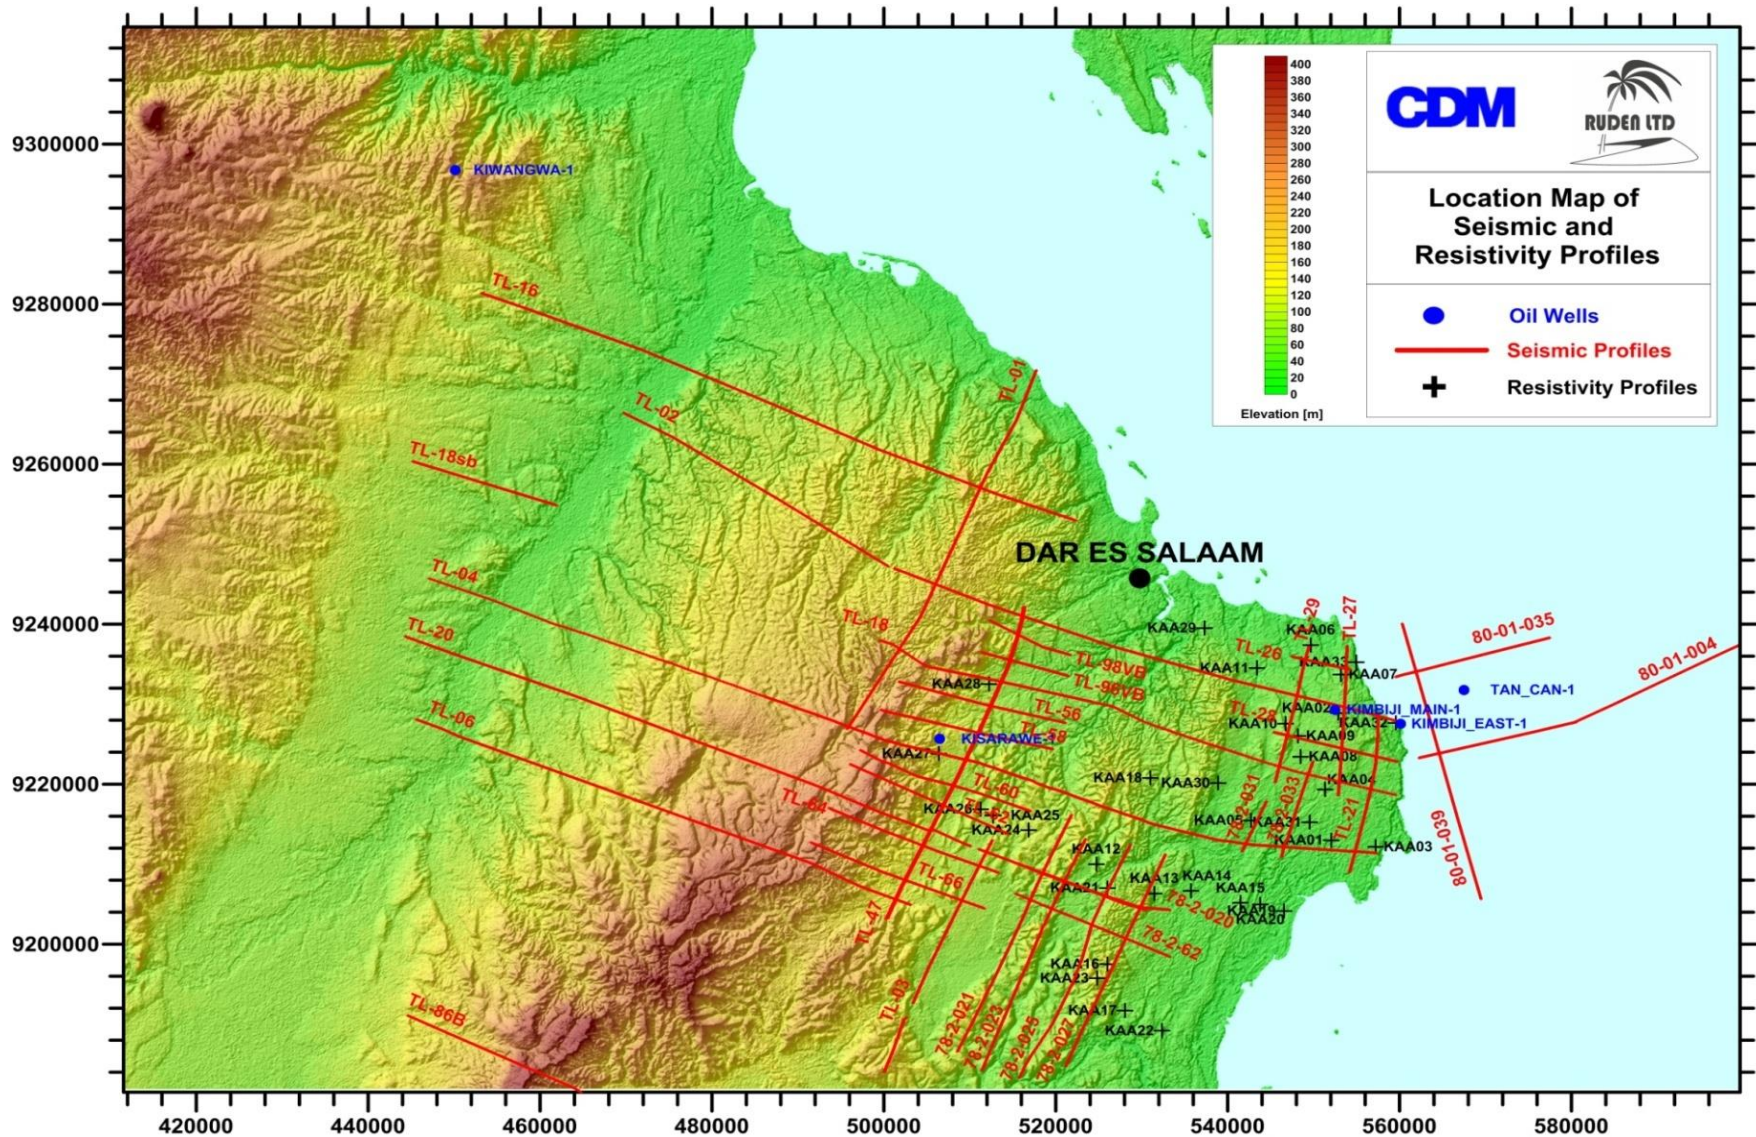 400
380
360
340
320
300
280
260
240
220
200
180
160
140
120
100
80
60
40
20
0
Elevation [m]
CDM
RUDEN LTD
Location Map of
Seismic and
Resistivity Profiles
Oil Wells
Seismic Profiles
Resistivity Profiles
9300000
9280000
9260000
9240000
9220000
9200000
KIWANGWA-1
TL-16
TL-01
TL-02
TL-18sb
DAR ES SALAAM
TL-04
TL-18
TL-20
TL-06
KAA29
TL-29
TL-27
KAA06
80-01-035
TL-26
80-01-004
TL-98VB
KAA11
KAA33
KAA07
TL-96VB
KAA28
TAN_CAN-1
TL-56
KAA02
KIMBIJI_MAIN-1
KAA10
KAA32
KIMBIJI_EAST-1
KISARAWE-1
TL-58
KAA09
KAA27
KAA08
KAA18
KAA30
KAA04
TL-60
TL-64
KAA26
KAA25
KAA24
KAA05
78-2-031
78-2-033
KAA31
TL-21
KAA01
KAA03
80-01-039
KAA12
TL-66
KAA21
KAA13
KAA14
KAA15
KAA19
KAA20
78-2-020
TL-47
78-2-62
KAA16
KAA23
TL-03
78-2-021
78-2-023
78-2-025
78-2-027
KAA17
KAA22
TL-86B
420000
440000
460000
480000
500000
520000
540000
560000
580000